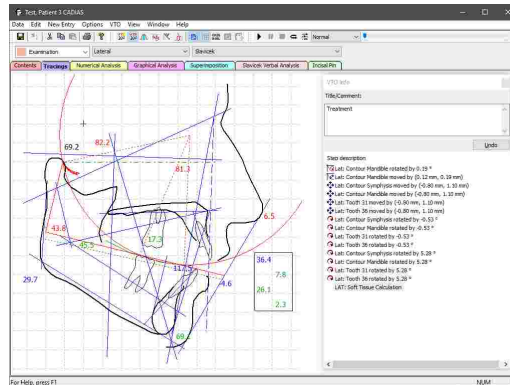 Test, Patient 3 CADIAS
Data Edit New Entry Options VTO View Window Help
Normal
Examination Lateral Slavicek
Contents Tracings Numerical Analysis Graphical Analysis Superimposition Slavicek Verbal Analysis Incisal Pin
VTO Info
Title/Comment:
Treatment
Undo
Step description
Lat: Contour Mandible rotated by 0.19 °
Lat: Contour Mandible moved by (0.12 mm, 0.19 mm)
Lat: Contour Symphysis moved by (-0.80 mm, 1.10 mm)
Lat: Contour Mandible moved by (-0.80 mm, 1.10 mm)
Lat: Tooth 31 moved by (-0.80 mm, 1.10 mm)
Lat: Tooth 36 moved by (-0.80 mm, 1.10 mm)
Lat: Contour Symphysis rotated by -0.53 °
Lat: Contour Mandible rotated by -0.53 °
Lat: Tooth 31 rotated by -0.53 °
Lat: Tooth 36 rotated by -0.53 °
Lat: Contour Symphysis rotated by 5.28 °
Lat: Contour Mandible rotated by 5.28 °
Lat: Tooth 31 rotated by 5.28 °
Lat: Tooth 36 rotated by 5.28 °
LAT: Soft Tissue Calculation
82.2
69.2
81.3
6.5
43.8
45.5
17.3
117.5
29.7
-4.6
36.4
7.8
26.1
2.3
For Help, press F1
NUM